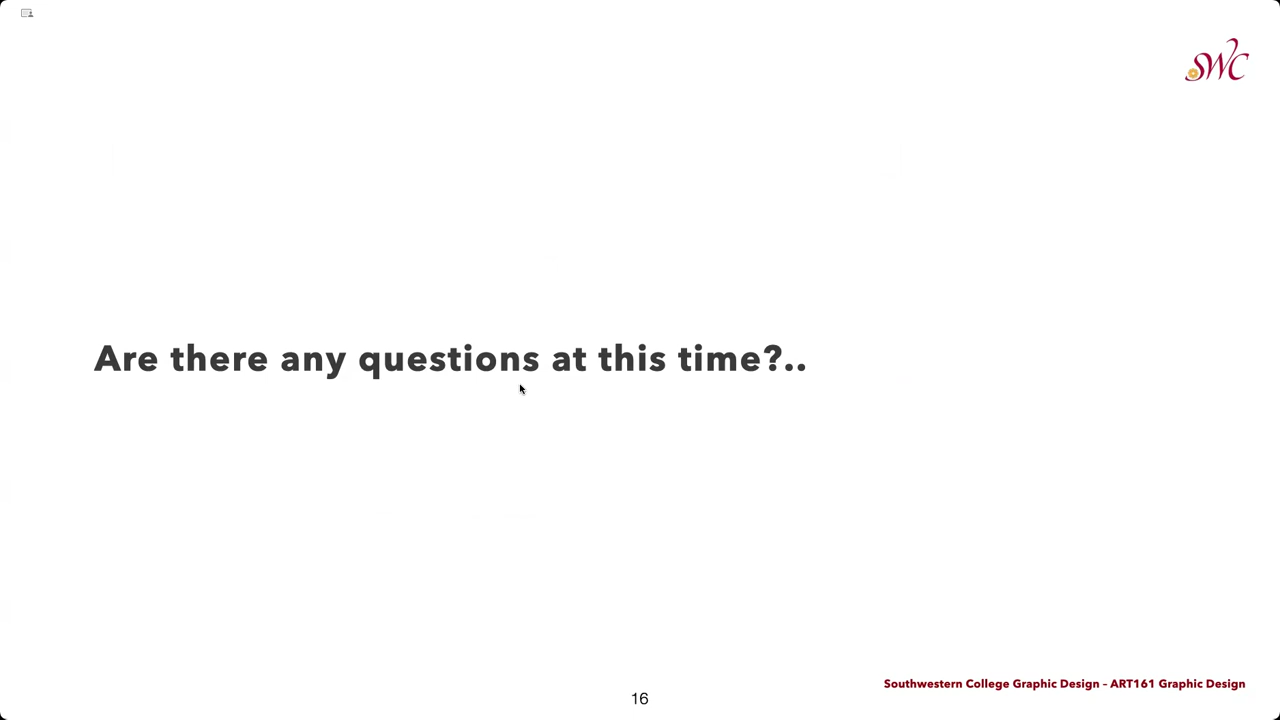 SWC
Are there any questions at this time?..
Southwestern College Graphic Design – ART161 Graphic Design
16